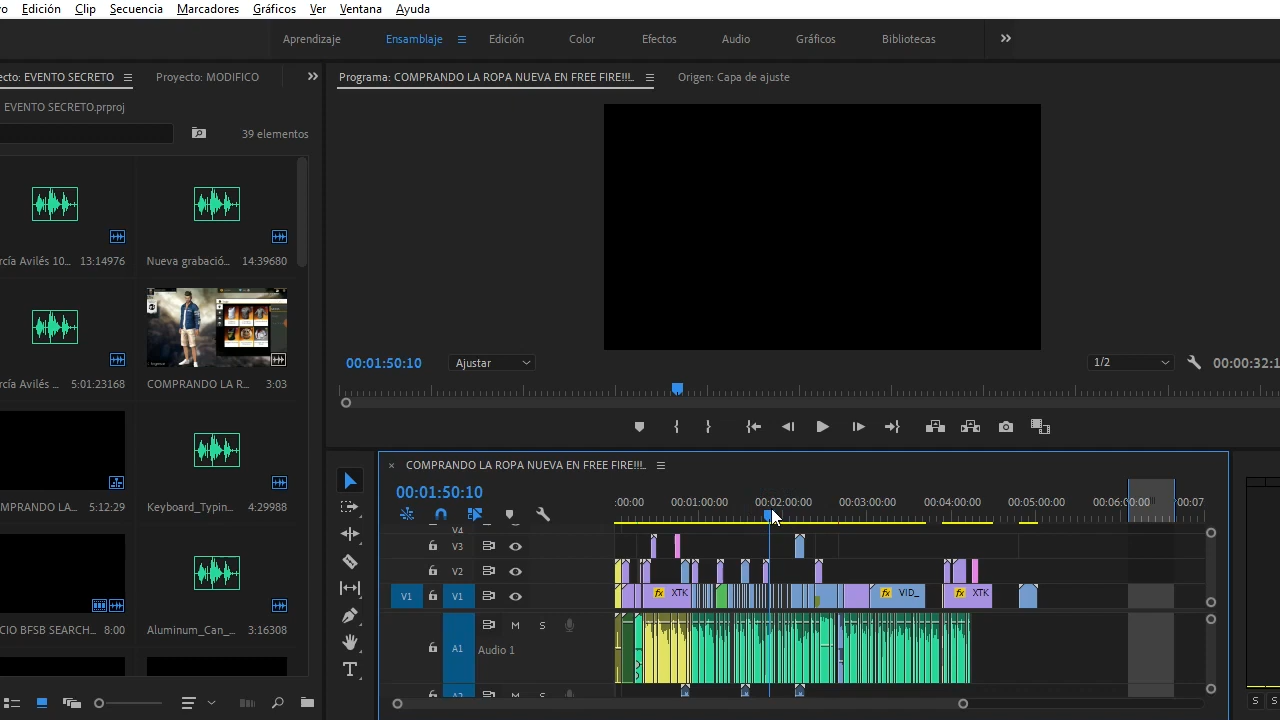 Edición Clip Secuencia Marcadores Gráficos Ver Ventana Ayuda
Aprendizaje Ensamblaje Edición Color Efectos Audio Gráficos Bibliotecas
ecto: EVENTO SECRETO Proyecto: MODIFICO
EVENTO SECRETO.prproj
39 elementos
rcía Avilés 10... 13:14976
Nueva grabació... 14:39680
rcía Avilés ... 5:01:23168
COMPRANDO LA R... 3:03
MPRANDO LA... 5:12:29
Keyboard_Typin... 4:29988
CIO BFSB SEARCH... 8:00
Aluminum_Can_... 3:16308
Programa: COMPRANDO LA ROPA NUEVA EN FREE FIRE!!!.. Origen: Capa de ajuste
00:01:50:10 Ajustar 1/2 00:00:32:1
× COMPRANDO LA ROPA NUEVA EN FREE FIRE!!!..
00:01:50:10
:00:00 00:01:00:00 00:02:00:00 00:03:00:00 00:04:00:00 00:05:00:00 00:06:00:00 00:07
V4
V3
V2
V1 V1 fx XTK fx VID_ fx XTK
A1 M S
Audio 1
A2 M S
S S